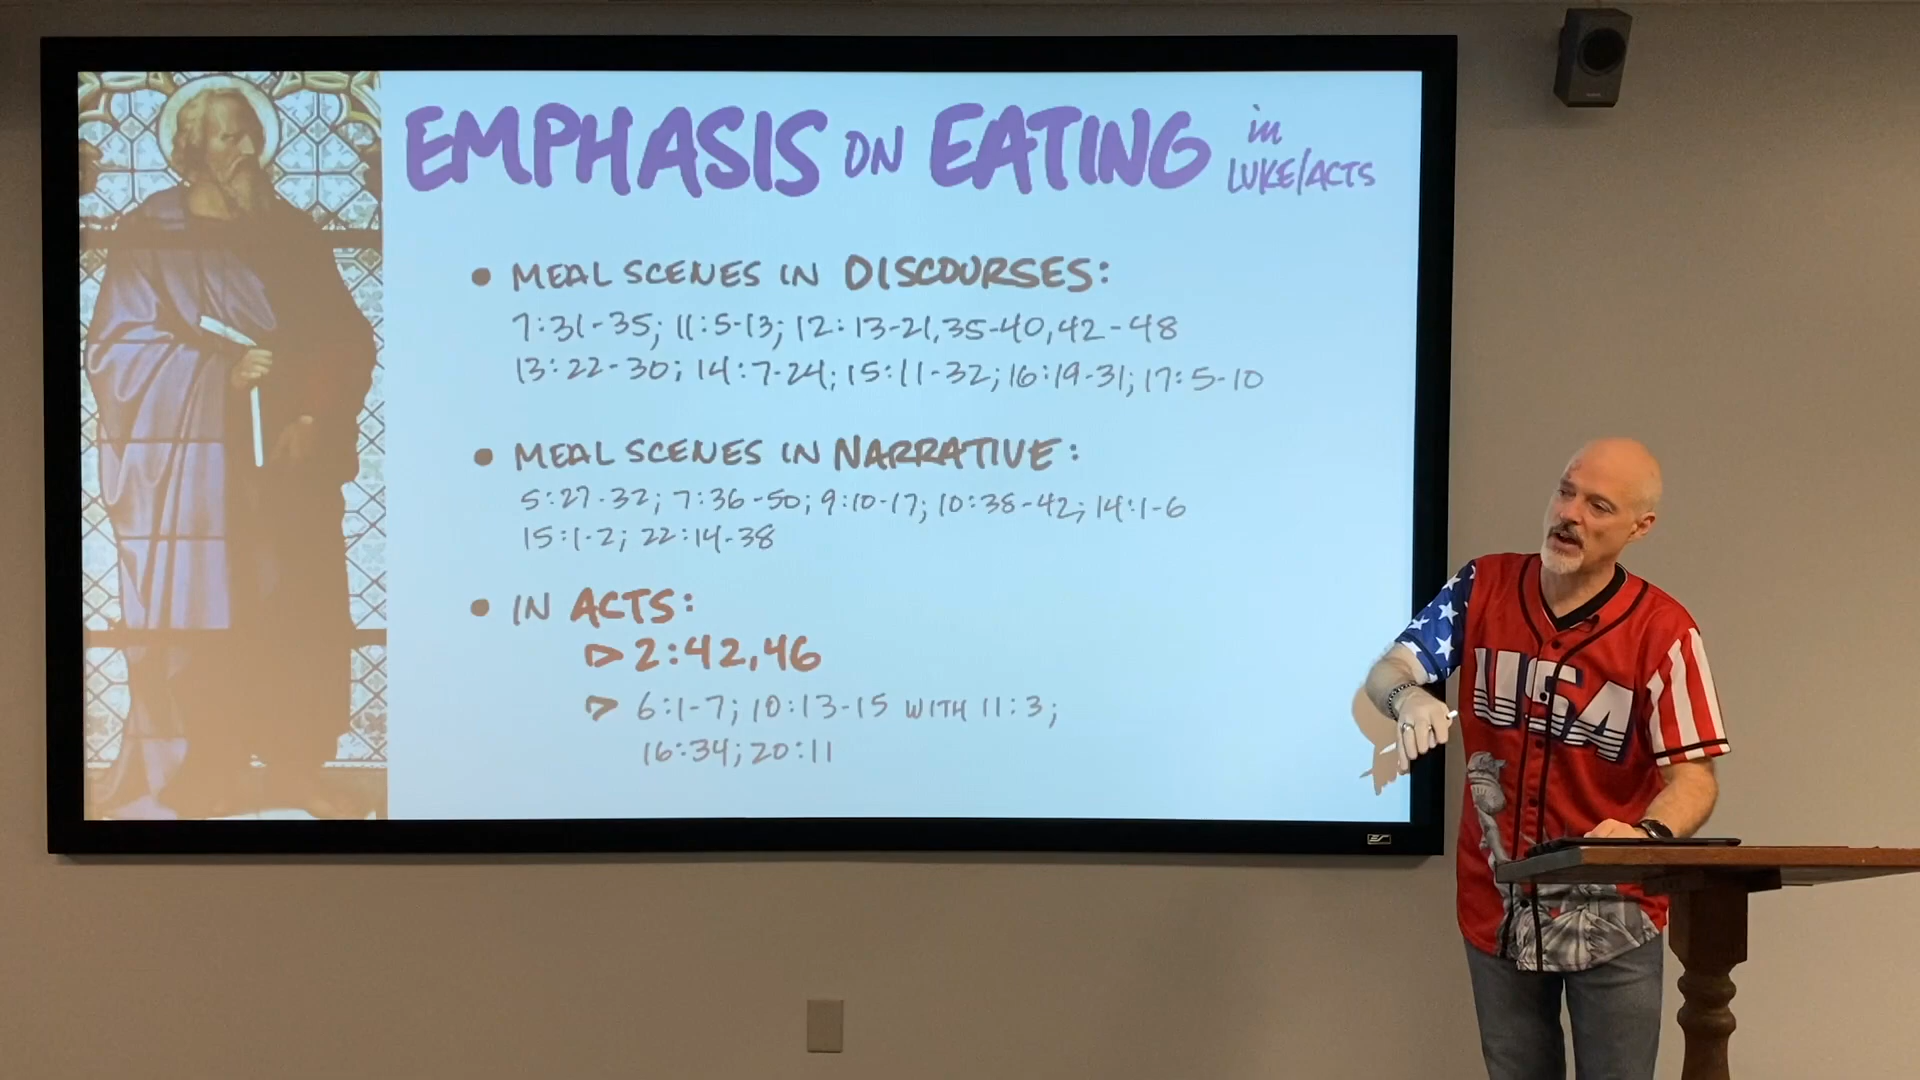 EMPHASIS ON EATING in LUKE/ACTS
• MEAL SCENES IN DISCOURSES:
7:31-35; 11:5-13; 12:13-21,35-40,42-48
13:22-30; 14:7-24; 15:11-32; 16:19-31; 17:5-10
• MEAL SCENES IN NARRATIVE:
5:27-32; 7:36-50; 9:10-17; 10:38-42; 14:1-6
15:1-2; 22:14-38
• IN ACTS:
▷ 2:42,46
▷ 6:1-7; 10:13-15 WITH 11:3;
16:34; 20:11
USA
ES